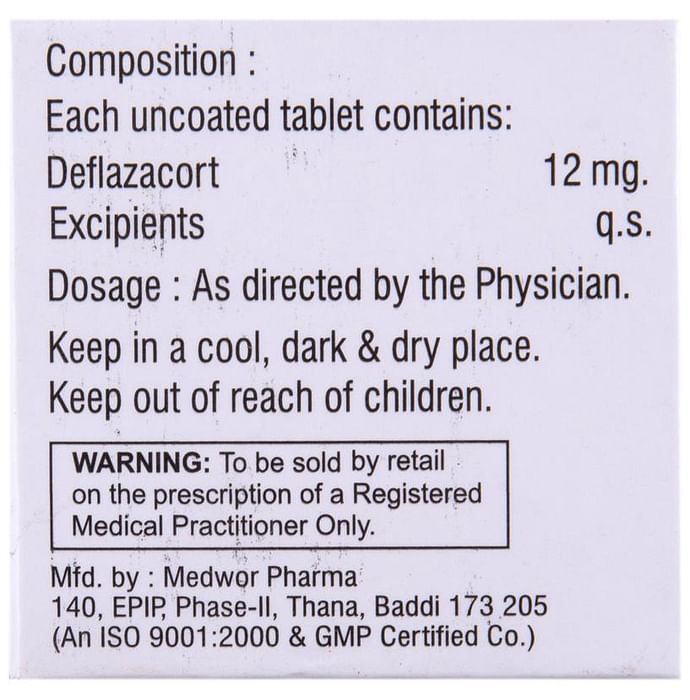 Composition :
Each uncoated tablet contains:
Deflazacort 12 mg.
Excipients q.s.
Dosage : As directed by the Physician.
Keep in a cool, dark & dry place.
Keep out of reach of children.
WARNING: To be sold by retail
on the prescription of a Registered
Medical Practitioner Only.
Mfd. by : Medwor Pharma
140, EPIP, Phase-II, Thana, Baddi 173 205
(An ISO 9001:2000 & GMP Certified Co.)